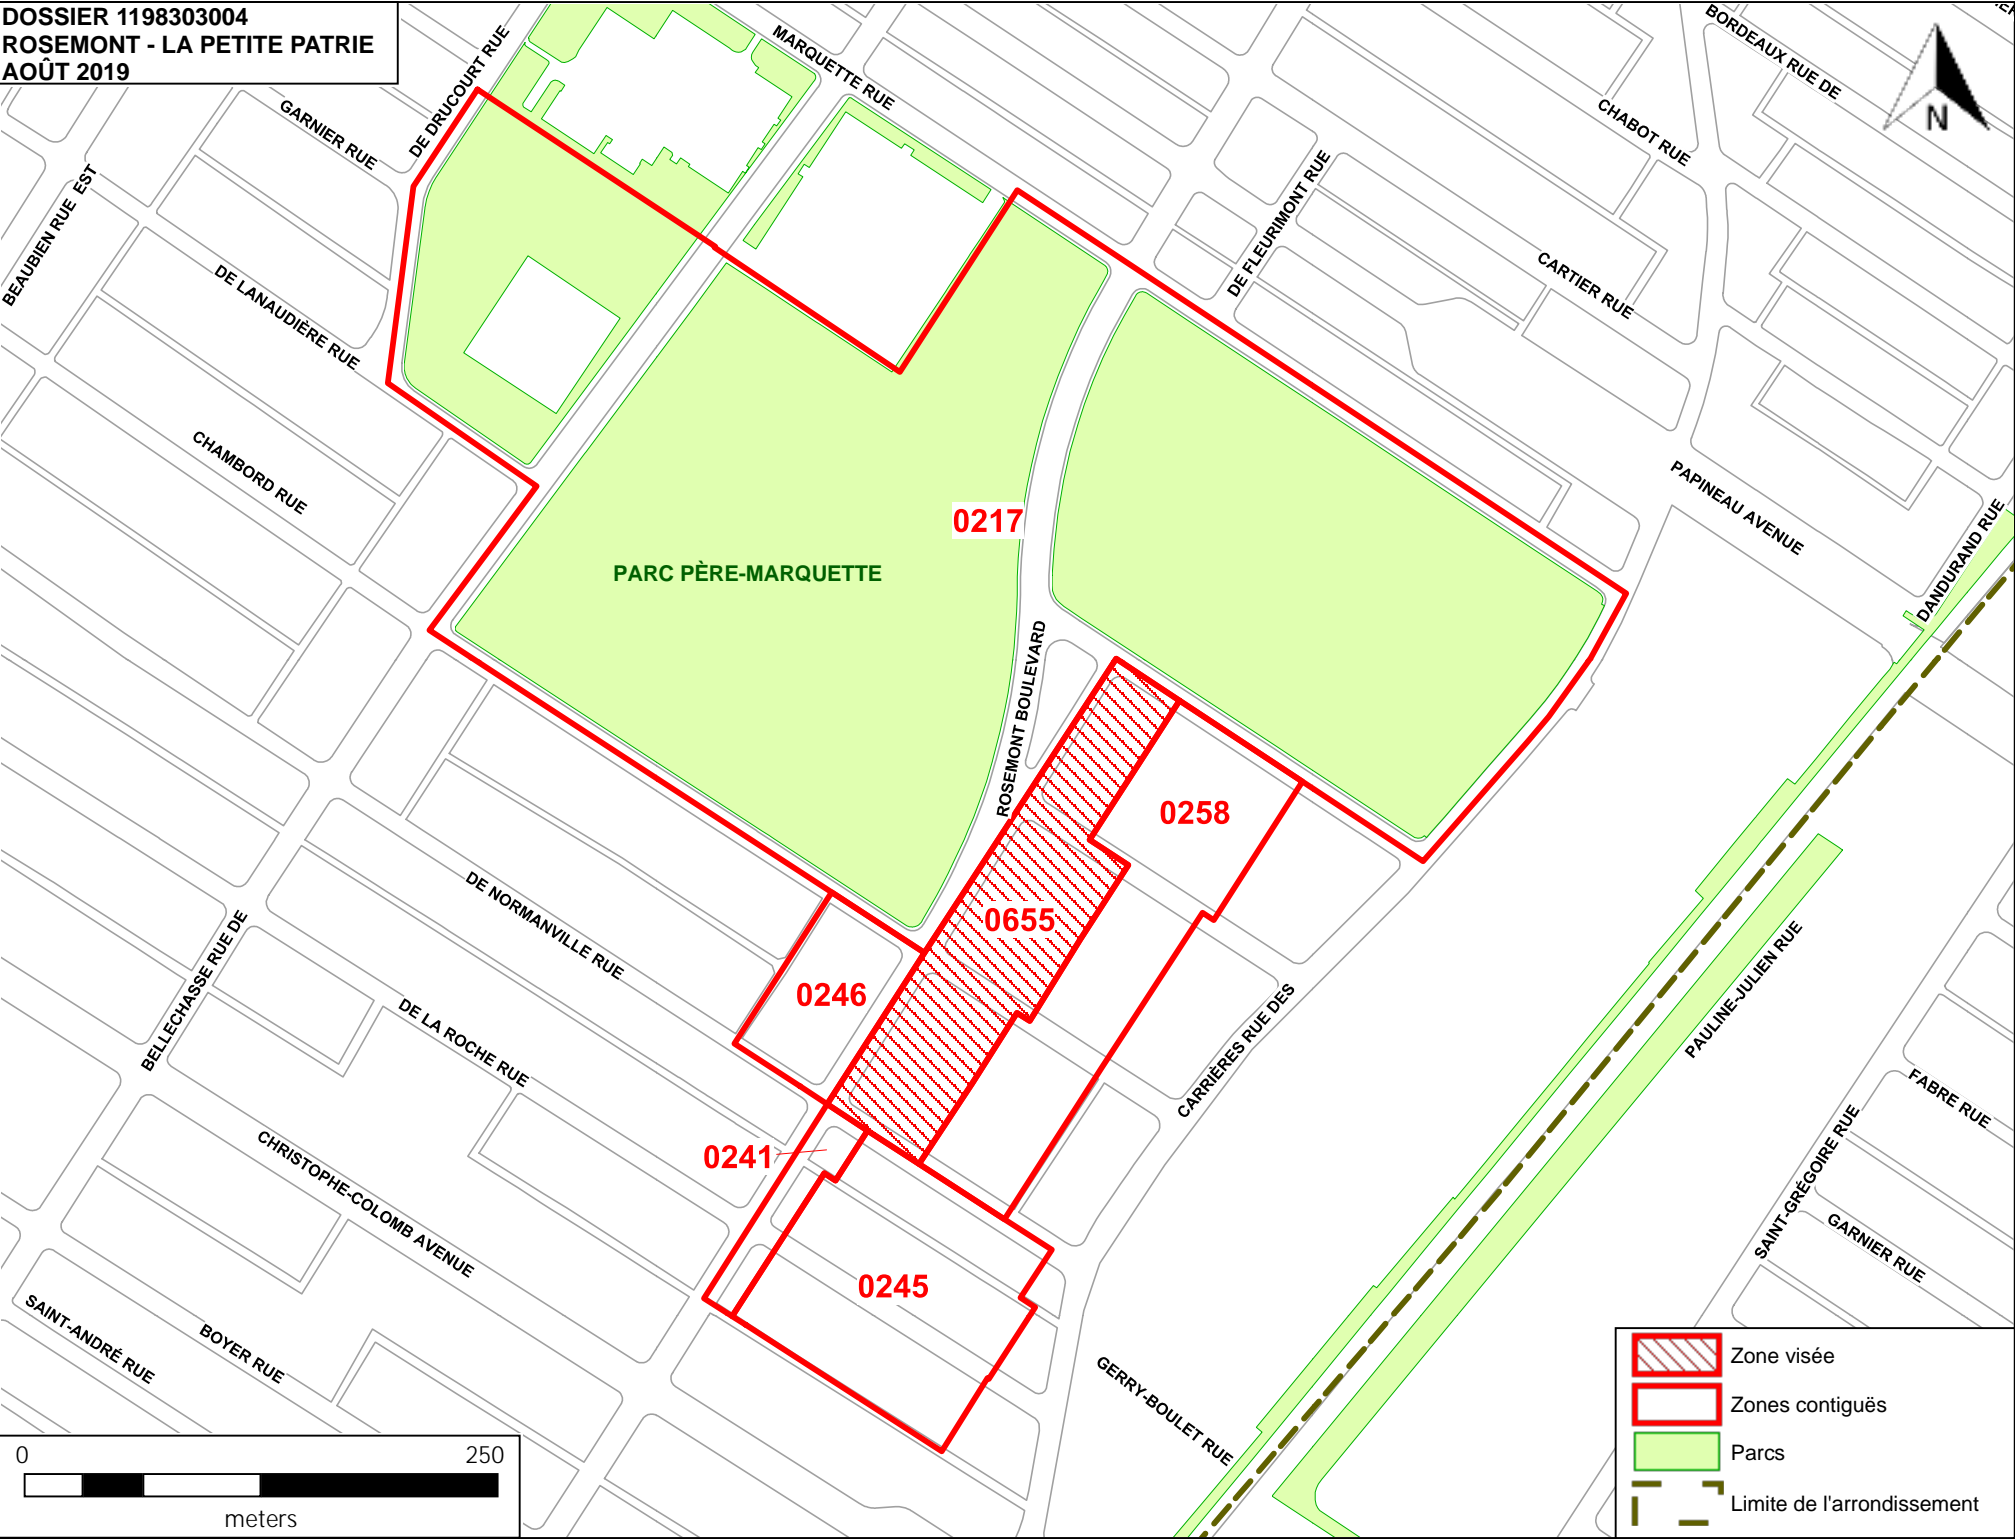 DOSSIER 1198303004
ROSEMONT - LA PETITE PATRIE
AOÛT 2019
DE DRUCOURT RUE
MARQUETTE RUE
BORDEAUX RUE DE
N
GARNIER RUE
CHABOT RUE
BEAUBIEN RUE EST
DE FLEURIMONT RUE
DE LANAUDIÈRE RUE
CARTIER RUE
CHAMBORD RUE
PAPINEAU AVENUE
0217
DANDURAND RUE
PARC PÈRE-MARQUETTE
ROSEMONT BOULEVARD
0258
DE NORMANVILLE RUE
0655
BELLECHASSE RUE DE
0246
PAULINE-JULIEN RUE
DE LA ROCHE RUE
CARRIÈRES RUE DES
FABRE RUE
0241
CHRISTOPHE-COLOMB AVENUE
SAINT-GRÉGOIRE RUE
GARNIER RUE
0245
SAINT-ANDRÉ RUE
BOYER RUE
GERRY-BOULET RUE
Zone visée
Zones contiguës
Parcs
Limite de l'arrondissement
0 250
meters